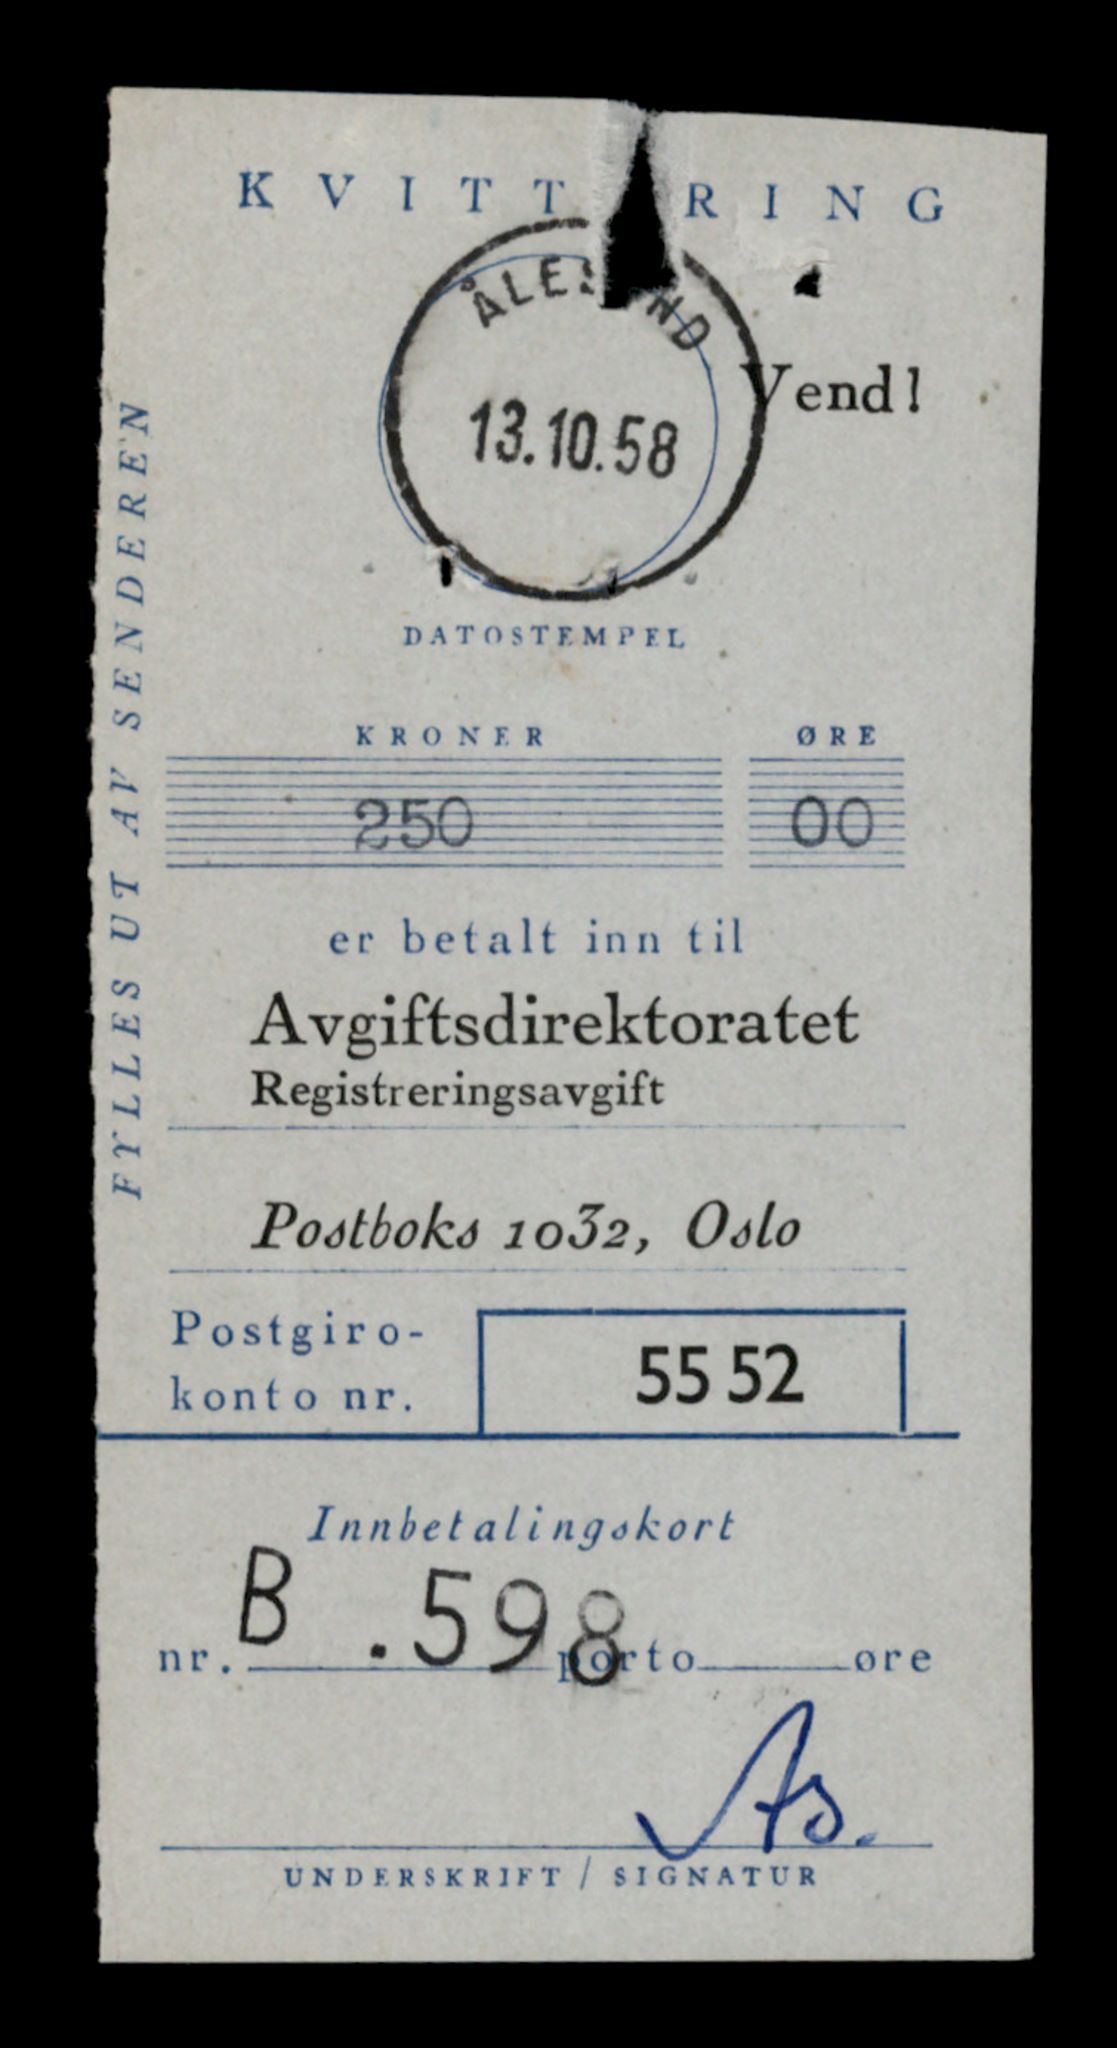 KVITT RING
ÅLES ND
13.10.58
Vend!
DATOSTEMPEL
FYLLES UT AV SENDEREN
KRONER ØRE
250 00
er betalt inn til
Avgiftsdirektoratet
Registreringsavgift
Postboks 1032, Oslo
Postgiro-
konto nr.
55 52
Innbetalingskort
nr. B .598 porto øre
As.
UNDERSKRIFT / SIGNATUR